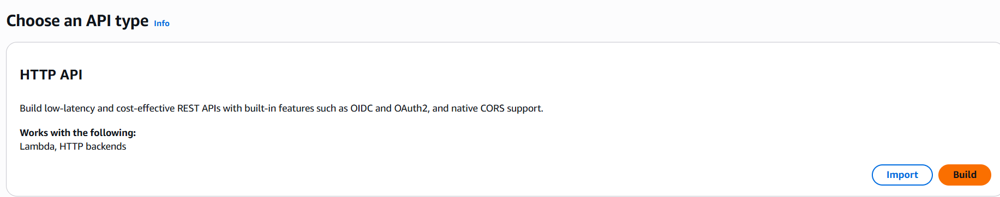 Choose an API type Info
HTTP API
Build low-latency and cost-effective REST APIs with built-in features such as OIDC and OAuth2, and native CORS support.
Works with the following:
Lambda, HTTP backends
Import Build